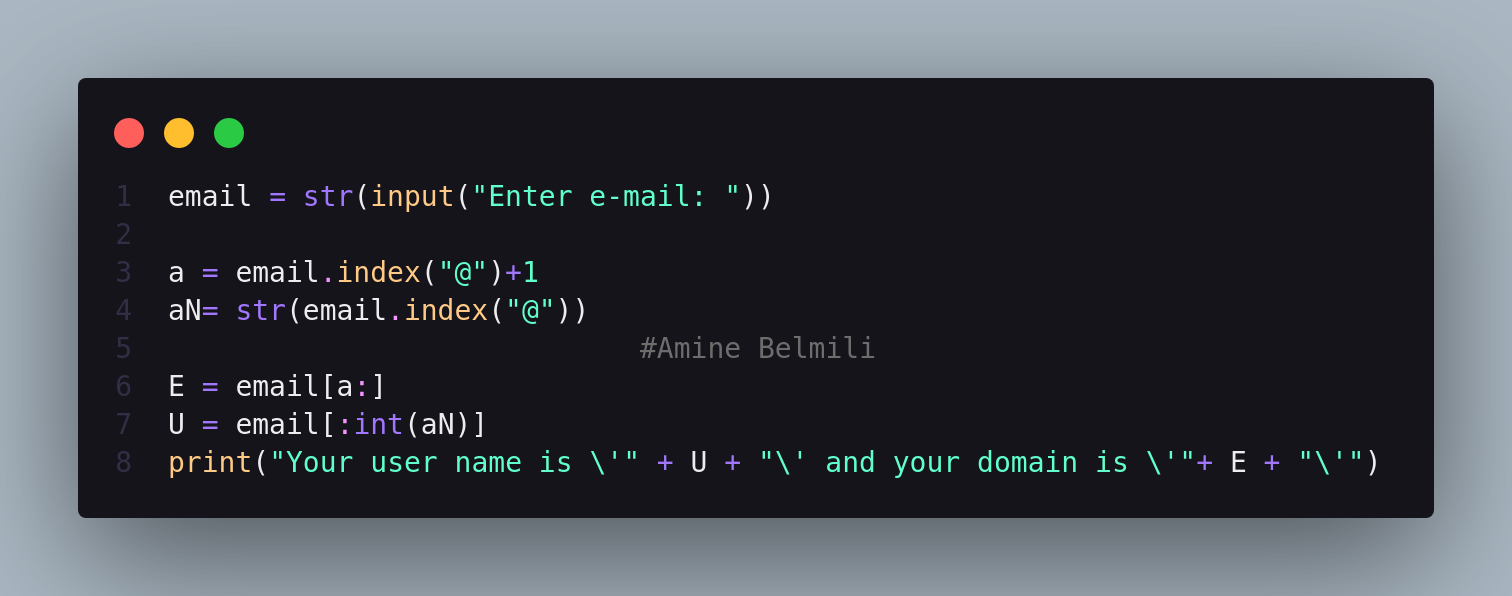 1 email = str(input("Enter e-mail: "))
2
3 a = email.index("@")+1
4 aN= str(email.index("@"))
5 #Amine Belmili
6 E = email[a:]
7 U = email[:int(aN)]
8 print("Your user name is \'" + U + "\' and your domain is \'"+ E + "\'")